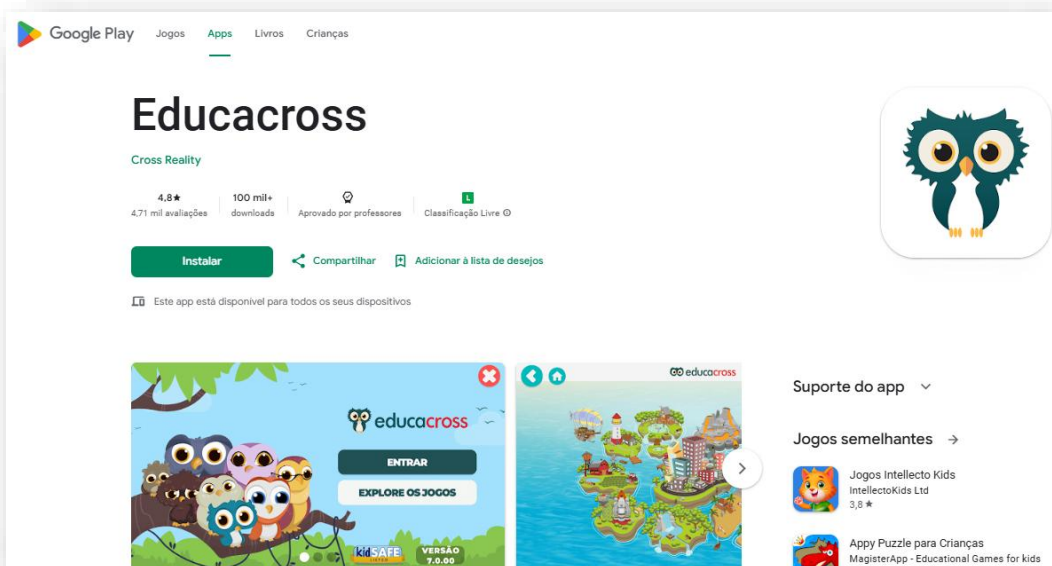 Google Play Jogos Apps Livros Crianças
Educacross
Cross Reality
4,8★ 100 mil+
4,71 mil avaliações downloads Aprovado por professores L Classificação Livre
Instalar Compartilhar Adicionar à lista de desejos
Este app está disponível para todos os seus dispositivos
educacross
ENTRAR
EXPLORE OS JOGOS
kidSAFE
LISTED
VERSÃO
7.0.00
educacross
Suporte do app
Jogos semelhantes
Jogos Intellecto Kids
IntellectoKids Ltd
3,8 ★
Appy Puzzle para Crianças
MagisterApp - Educational Games for kids